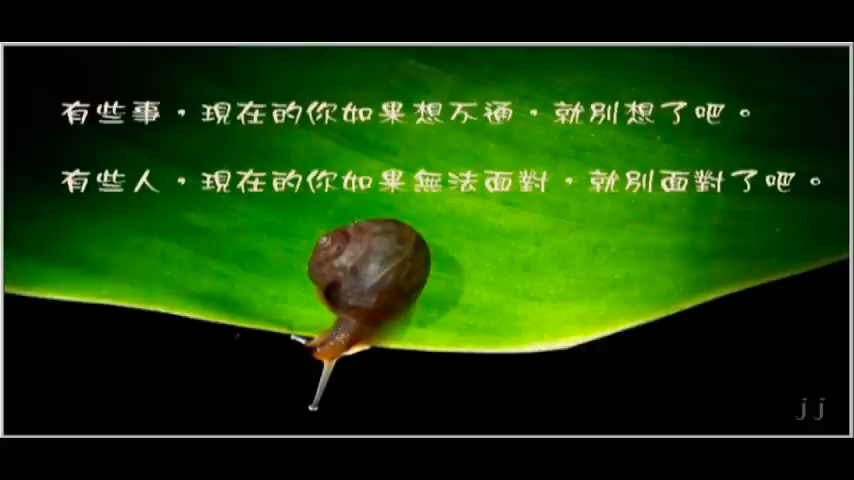 有些事，現在的你如果想不通，就別想了吧。
有些人，現在的你如果無法面對，就別面對了吧。
jj